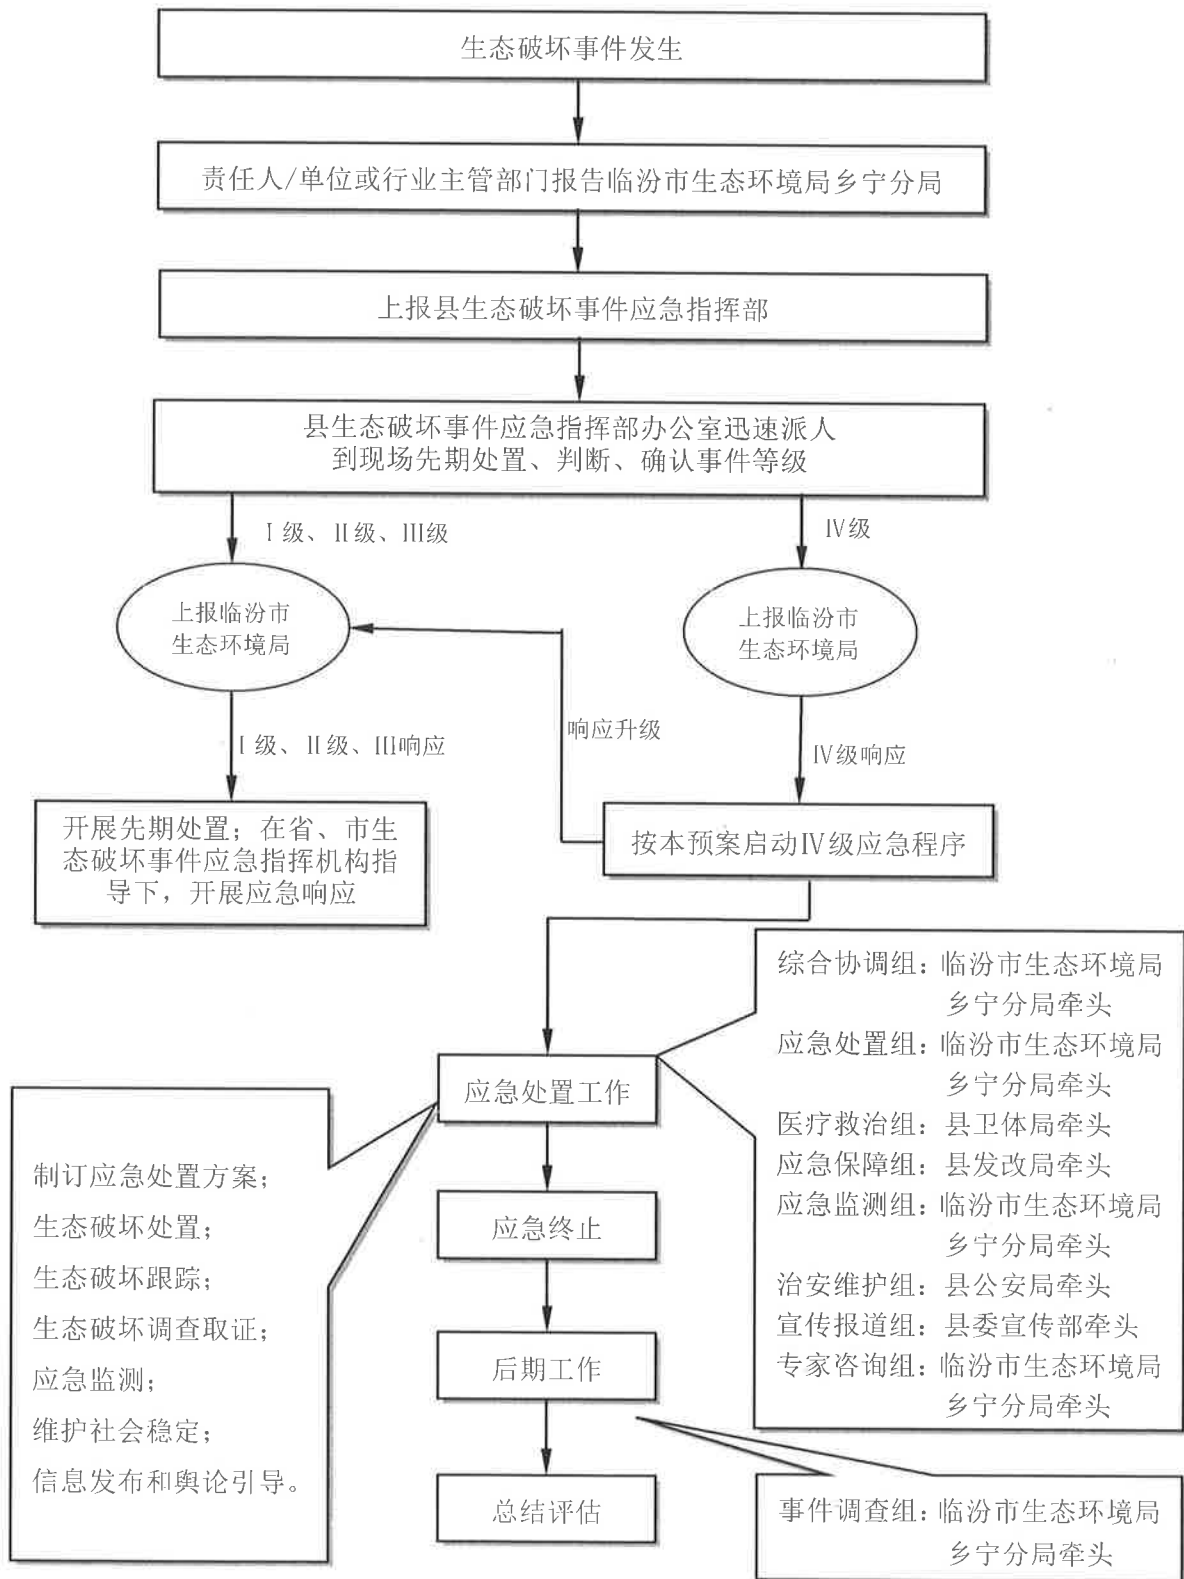 生态破坏事件发生
责任人/单位或行业主管部门报告临汾市生态环境局乡宁分局
上报县生态破坏事件应急指挥部
县生态破坏事件应急指挥部办公室迅速派人
到现场先期处置、判断、确认事件等级
I级、II级、III级
IV级
上报临汾市
生态环境局
上报临汾市
生态环境局
响应升级
I级、II级、III响应
IV级响应
开展先期处置；在省、市生
态破坏事件应急指挥机构指
导下，开展应急响应
按本预案启动IV级应急程序
综合协调组：临汾市生态环境局
乡宁分局牵头
应急处置组：临汾市生态环境局
乡宁分局牵头
医疗救治组：县卫体局牵头
应急保障组：县发改局牵头
应急监测组：临汾市生态环境局
乡宁分局牵头
治安维护组：县公安局牵头
宣传报道组：县委宣传部牵头
专家咨询组：临汾市生态环境局
乡宁分局牵头
应急处置工作
制订应急处置方案；
生态破坏处置；
生态破坏跟踪；
生态破坏调查取证；
应急监测；
维护社会稳定；
信息发布和舆论引导。
应急终止
后期工作
总结评估
事件调查组：临汾市生态环境局
乡宁分局牵头